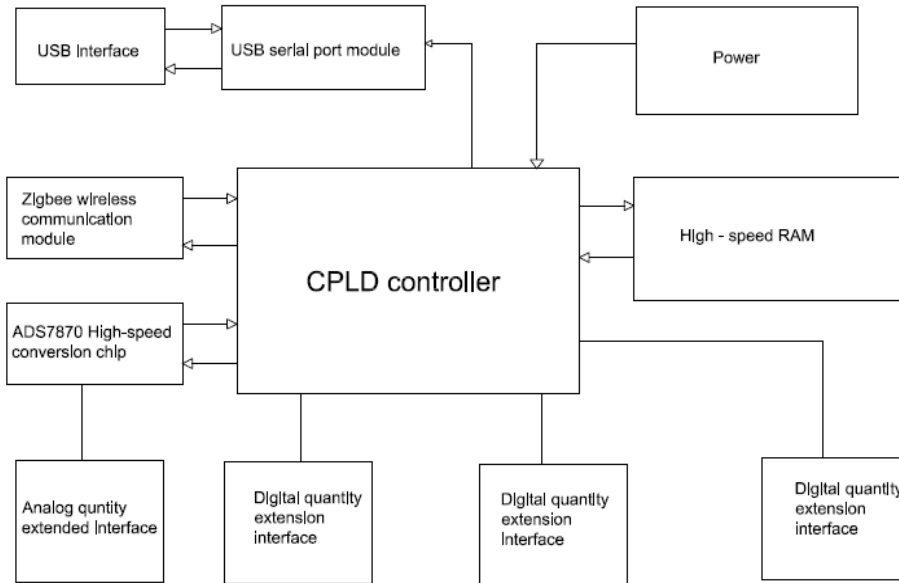 USB Interface
USB serial port module
Power
Zigbee wireless
communication
module
High - speed RAM
CPLD controller
ADS7870 High-speed
conversion chip
Analog quntity
extended interface
Digital quantity
extension
interface
Digital quantity
extension
interface
Digital quantity
extension
interface